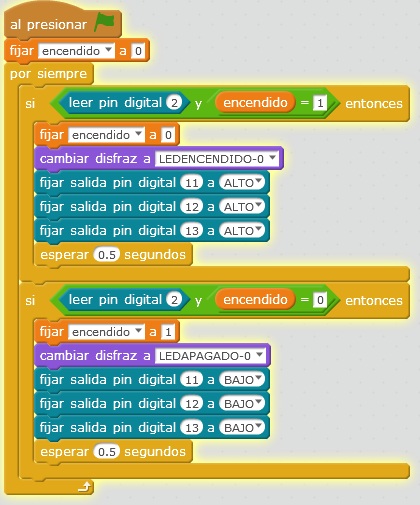 al presionar
fijar encendido a 0
por siempre
si leer pin digital 2 y encendido = 1 entonces
fijar encendido a 0
cambiar disfraz a LEDENCENDIDO-0
fijar salida pin digital 11 a ALTO
fijar salida pin digital 12 a ALTO
fijar salida pin digital 13 a ALTO
esperar 0.5 segundos
si leer pin digital 2 y encendido = 0 entonces
fijar encendido a 1
cambiar disfraz a LEDAPAGADO-0
fijar salida pin digital 11 a BAJO
fijar salida pin digital 12 a BAJO
fijar salida pin digital 13 a BAJO
esperar 0.5 segundos